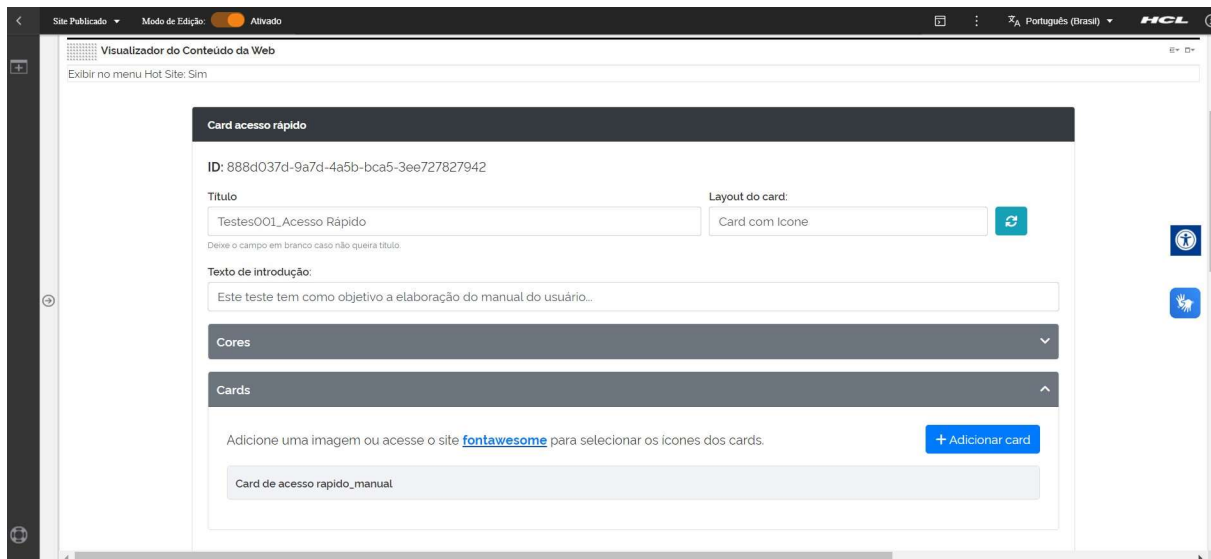 Site Publicado Modo de Edição: Ativado Português (Brasil) HCL
Visualizador do Conteúdo da Web
Exibir no menu Hot Site: Sim
Card acesso rápido
ID: 888d037d-9a7d-4a5b-bca5-3ee727827942
Título Layout do card:
Testes001_Acesso Rápido Card com Icone
Deixe o campo em branco caso não queira título.
Texto de introdução:
Este teste tem como objetivo a elaboração do manual do usuário...
Cores
Cards
Adicione uma imagem ou acesse o site fontawesome para selecionar os ícones dos cards. + Adicionar card
Card de acesso rapido_manual